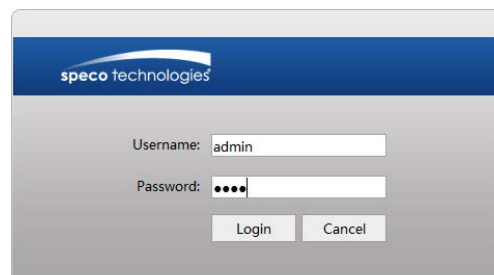 speco technologies
Username: admin
Password: ●●●●
Login Cancel